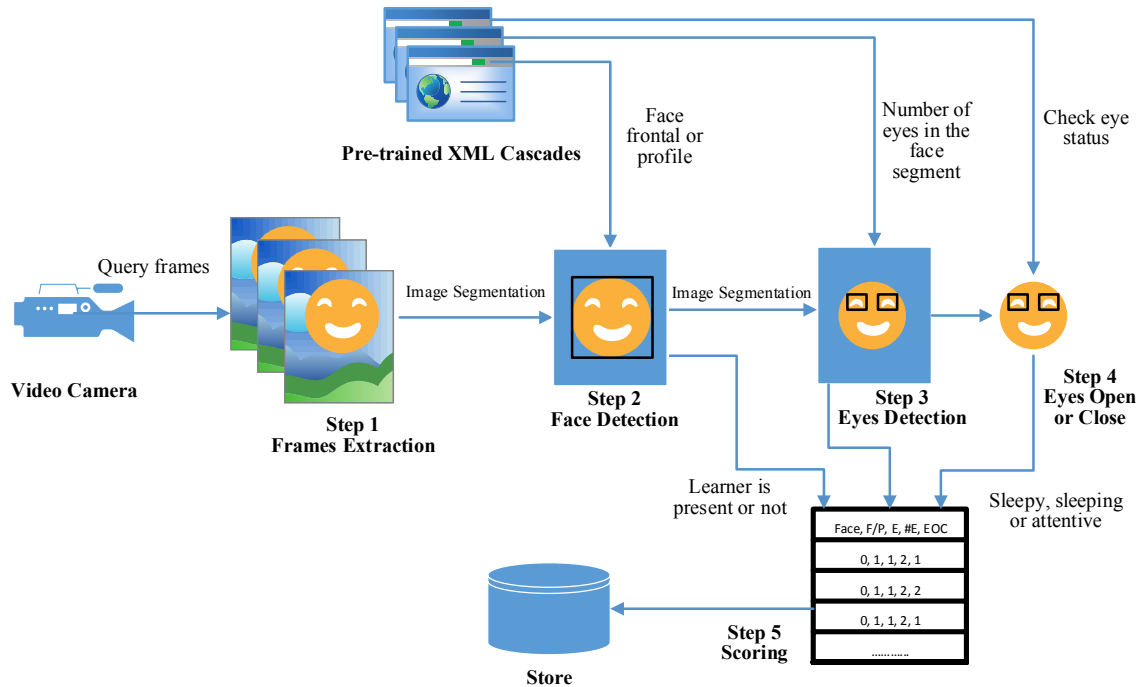 Pre-trained XML Cascades
Face
frontal or
profile
Number of
eyes in the
face
segment
Check eye
status
Query frames
Image Segmentation
Image Segmentation
Video Camera
Step 1
Frames Extraction
Step 2
Face Detection
Step 3
Eyes Detection
Step 4
Eyes Open
or Close
Learner is
present or not
Sleepy, sleeping
or attentive
Face, F/P, E, #E, EOC
0, 1, 1, 2, 1
0, 1, 1, 2, 2
0, 1, 1, 2, 1
............
Step 5
Scoring
Store